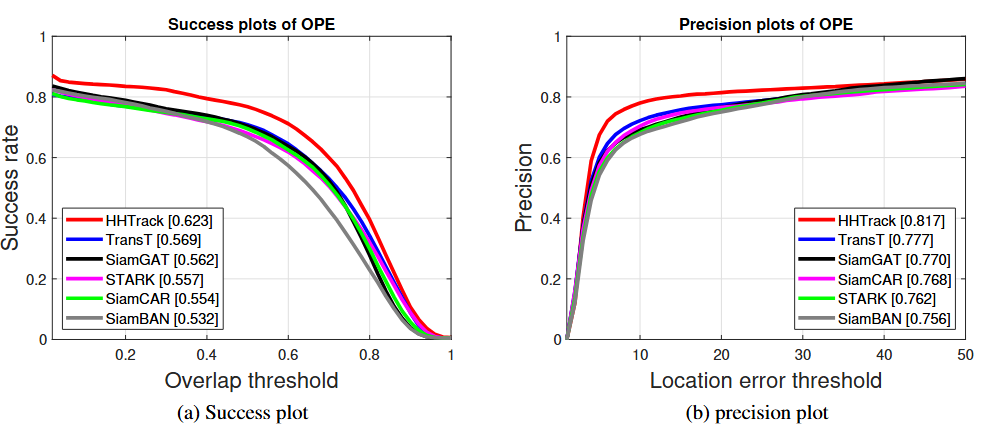 Success plots of OPE
1
0.8
0.6
0.4
0.2
0
Success rate
HHTrack [0.623]
TransT [0.569]
SiamGAT [0.562]
STARK [0.557]
SiamCAR [0.554]
SiamBAN [0.532]
0.2 0.4 0.6 0.8 1
Overlap threshold
(a) Success plot
Precision plots of OPE
1
0.8
0.6
0.4
0.2
0
Precision
HHTrack [0.817]
TransT [0.777]
SiamGAT [0.770]
SiamCAR [0.768]
STARK [0.762]
SiamBAN [0.756]
10 20 30 40 50
Location error threshold
(b) precision plot